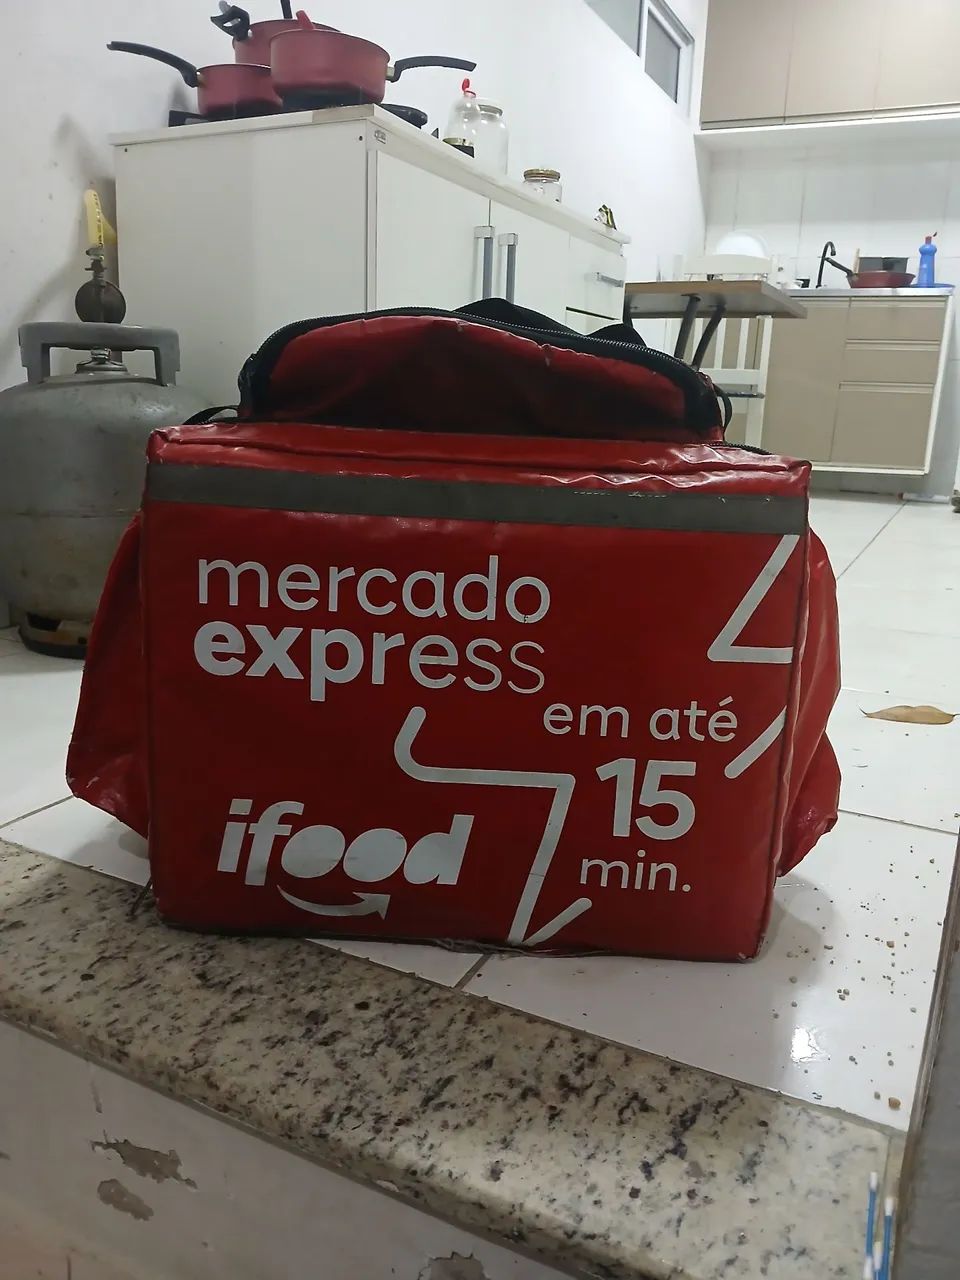 mercado
express
em até
15
min.
ifood